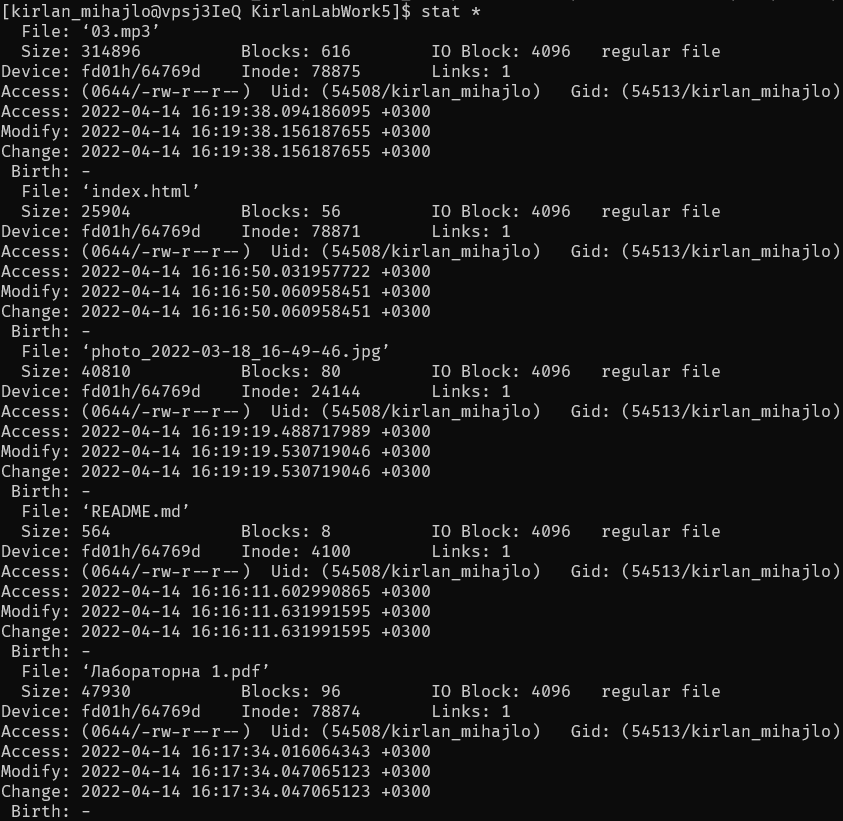 [kirlan_mihajlo@vpsj3IeQ KirlanLabWork5]$ stat *
  File: ‘03.mp3’
  Size: 314896          Blocks: 616        IO Block: 4096   regular file
Device: fd01h/64769d    Inode: 78875       Links: 1
Access: (0644/-rw-r--r--)  Uid: (54508/kirlan_mihajlo)   Gid: (54513/kirlan_mihajlo)
Access: 2022-04-14 16:19:38.094186095 +0300
Modify: 2022-04-14 16:19:38.156187655 +0300
Change: 2022-04-14 16:19:38.156187655 +0300
 Birth: -
  File: ‘index.html’
  Size: 25904           Blocks: 56         IO Block: 4096   regular file
Device: fd01h/64769d    Inode: 78871       Links: 1
Access: (0644/-rw-r--r--)  Uid: (54508/kirlan_mihajlo)   Gid: (54513/kirlan_mihajlo)
Access: 2022-04-14 16:16:50.031957722 +0300
Modify: 2022-04-14 16:16:50.060958451 +0300
Change: 2022-04-14 16:16:50.060958451 +0300
 Birth: -
  File: ‘photo_2022-03-18_16-49-46.jpg’
  Size: 40810           Blocks: 80         IO Block: 4096   regular file
Device: fd01h/64769d    Inode: 24144       Links: 1
Access: (0644/-rw-r--r--)  Uid: (54508/kirlan_mihajlo)   Gid: (54513/kirlan_mihajlo)
Access: 2022-04-14 16:19:19.488717989 +0300
Modify: 2022-04-14 16:19:19.530719046 +0300
Change: 2022-04-14 16:19:19.530719046 +0300
 Birth: -
  File: ‘README.md’
  Size: 564             Blocks: 8          IO Block: 4096   regular file
Device: fd01h/64769d    Inode: 4100        Links: 1
Access: (0644/-rw-r--r--)  Uid: (54508/kirlan_mihajlo)   Gid: (54513/kirlan_mihajlo)
Access: 2022-04-14 16:16:11.602990865 +0300
Modify: 2022-04-14 16:16:11.631991595 +0300
Change: 2022-04-14 16:16:11.631991595 +0300
 Birth: -
  File: ‘Лабораторна 1.pdf’
  Size: 47930           Blocks: 96         IO Block: 4096   regular file
Device: fd01h/64769d    Inode: 78874       Links: 1
Access: (0644/-rw-r--r--)  Uid: (54508/kirlan_mihajlo)   Gid: (54513/kirlan_mihajlo)
Access: 2022-04-14 16:17:34.016064343 +0300
Modify: 2022-04-14 16:17:34.047065123 +0300
Change: 2022-04-14 16:17:34.047065123 +0300
 Birth: -